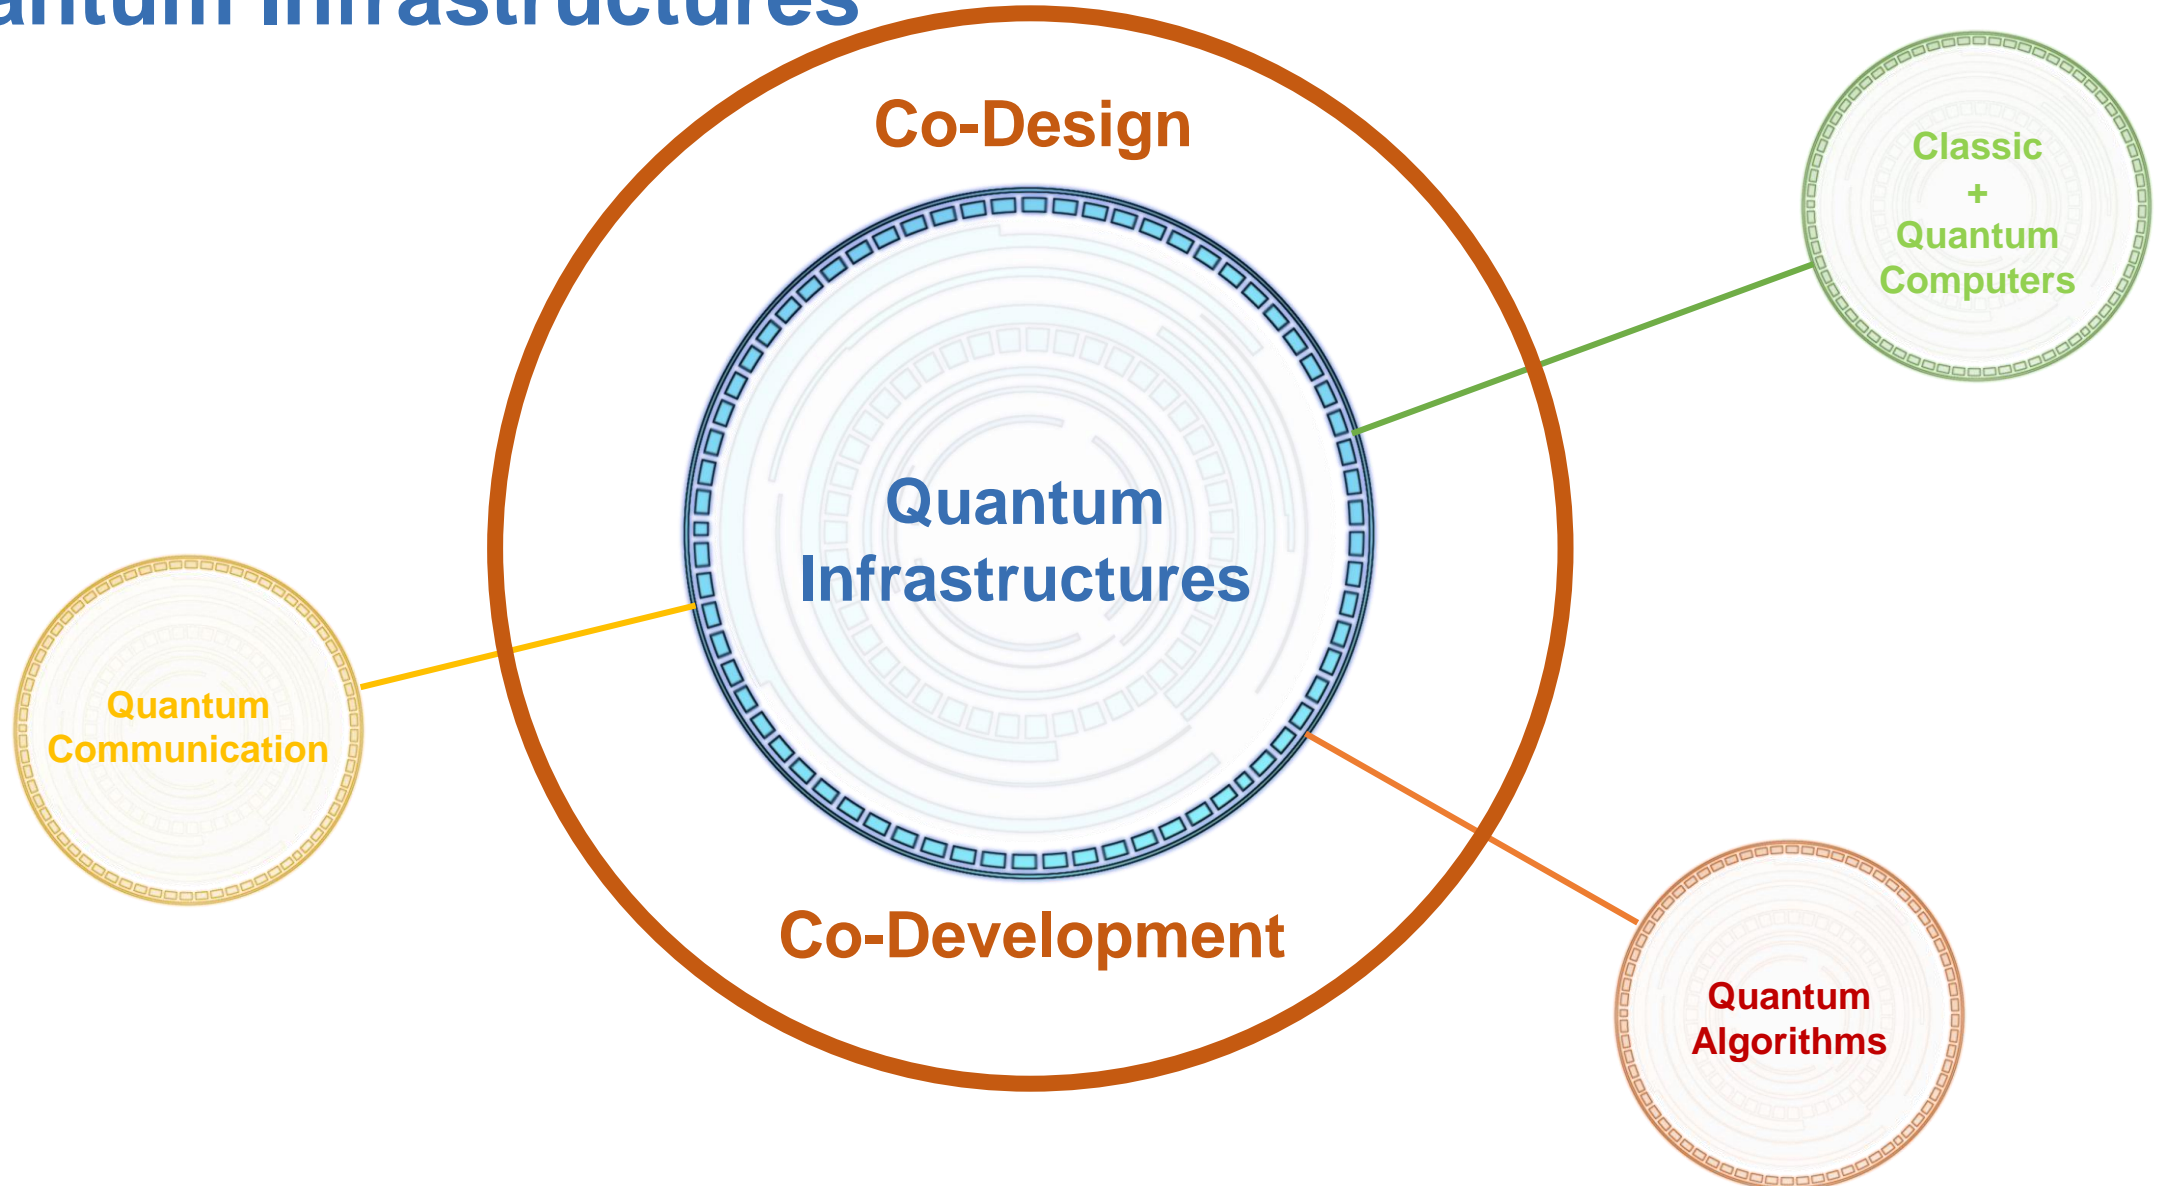 antum Infrastructures
Co-Design
Classic
+
Quantum
Computers
Quantum
Infrastructures
Quantum
Communication
Co-Development
Quantum
Algorithms